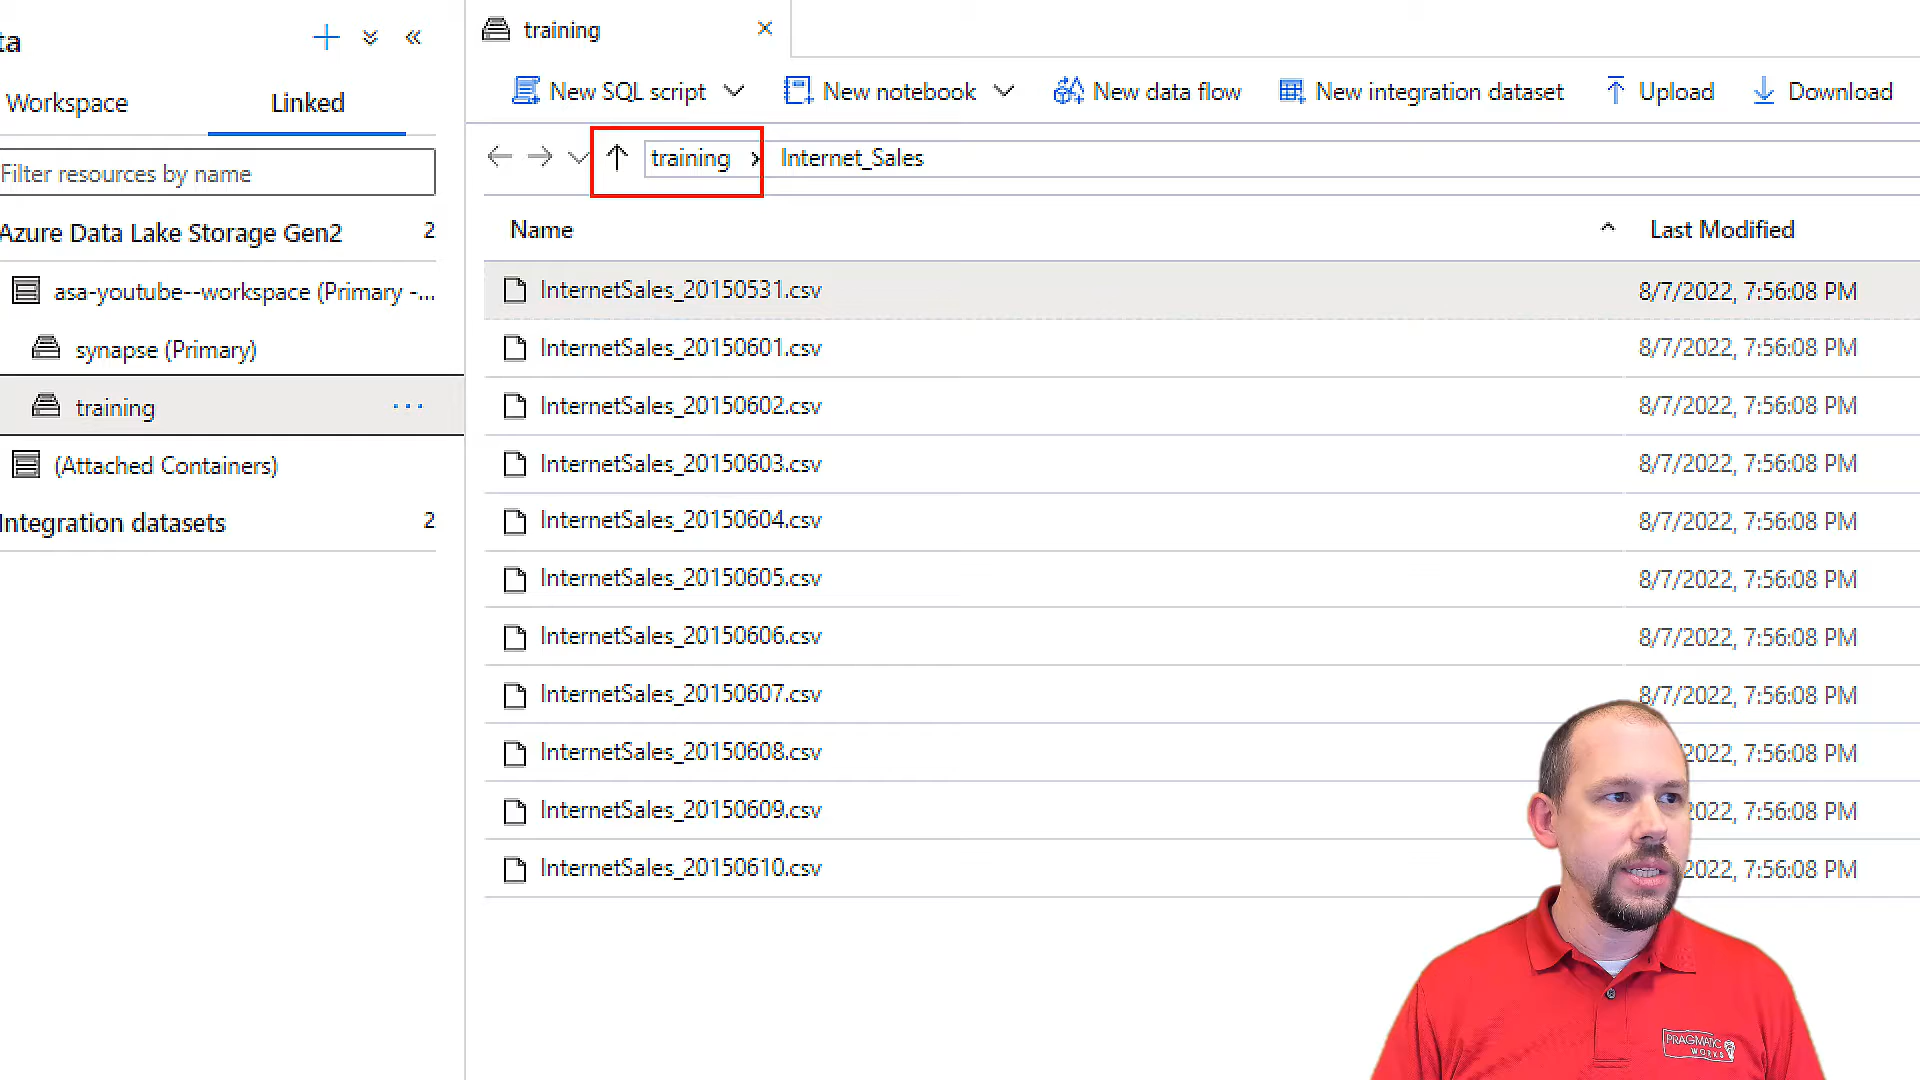 ta
Workspace
Linked
Filter resources by name
Azure Data Lake Storage Gen2 2
asa-youtube--workspace (Primary -...
synapse (Primary)
training ...
(Attached Containers)
Integration datasets 2
training
New SQL script New notebook New data flow New integration dataset Upload Download
training Internet_Sales
Name Last Modified
InternetSales_20150531.csv 8/7/2022, 7:56:08 PM
InternetSales_20150601.csv 8/7/2022, 7:56:08 PM
InternetSales_20150602.csv 8/7/2022, 7:56:08 PM
InternetSales_20150603.csv 8/7/2022, 7:56:08 PM
InternetSales_20150604.csv 8/7/2022, 7:56:08 PM
InternetSales_20150605.csv 8/7/2022, 7:56:08 PM
InternetSales_20150606.csv 8/7/2022, 7:56:08 PM
InternetSales_20150607.csv 8/7/2022, 7:56:08 PM
InternetSales_20150608.csv 2022, 7:56:08 PM
InternetSales_20150609.csv 2022, 7:56:08 PM
InternetSales_20150610.csv 2022, 7:56:08 PM
PRAGMATIC
WORKS